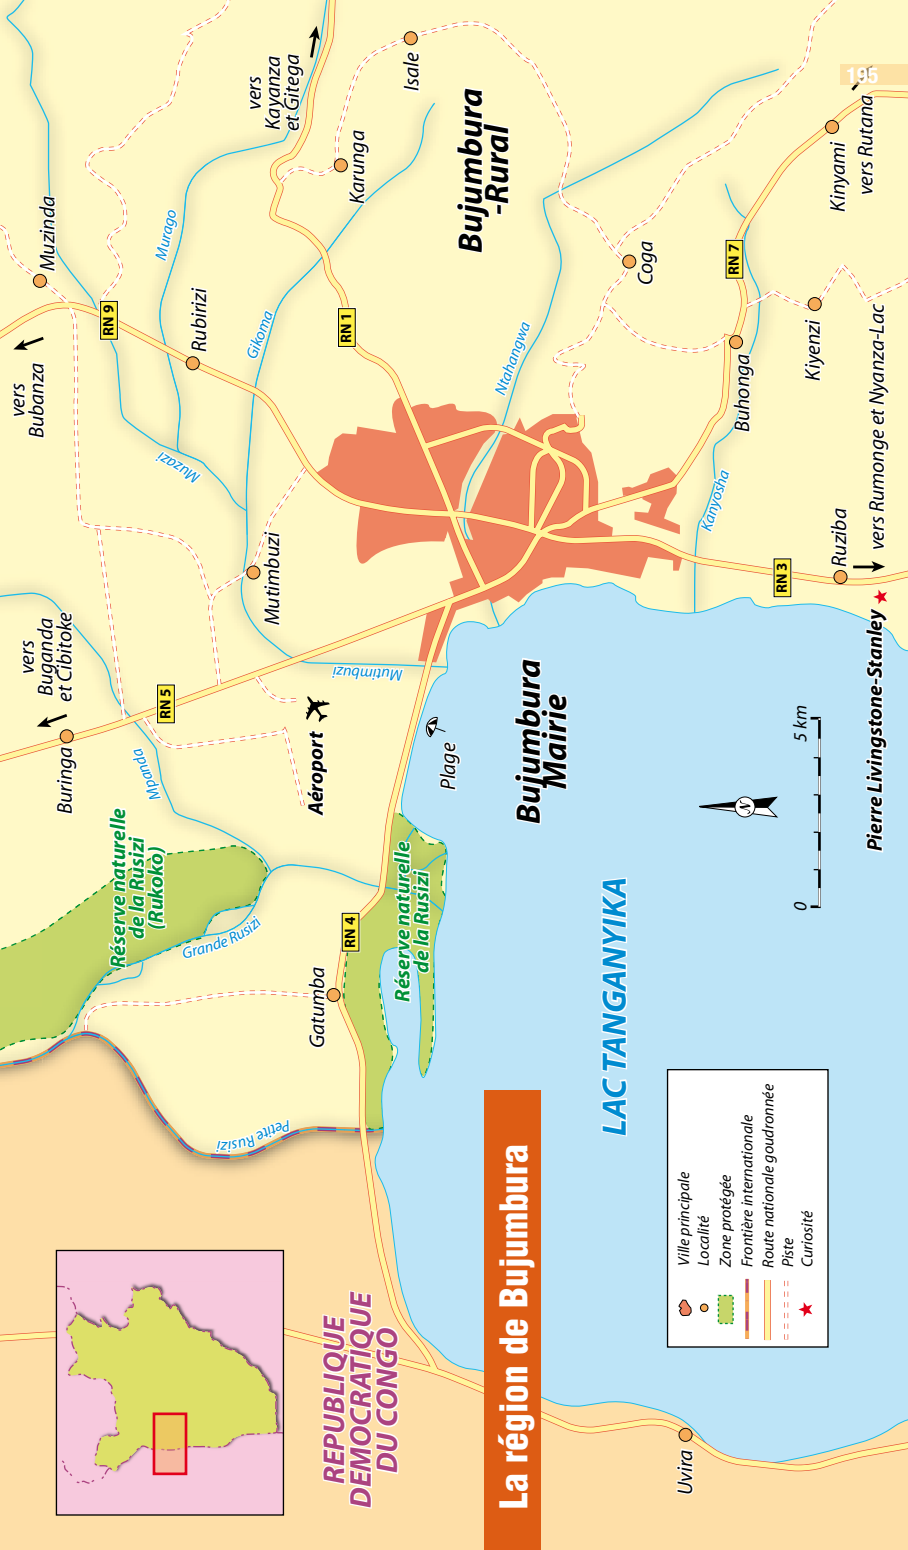 La région de Bujumbura
REPUBLIQUE
DEMOCRATIQUE
DU CONGO
Uvira
Ville principale
Localité
Zone protégée
Frontière internationale
Route nationale goudronnée
Piste
Curiosité
LAC TANGANYIKA
Petite Rusizi
Gatumba
RN 4
Grande Rusizi
Réserve naturelle
de la Rusizi
(Rukoko)
Réserve naturelle
de la Rusizi
Mpanda
Buringa
vers
Buganda
et Cibitoke
RN 5
Aéroport
Plage
Bujumbura
Mairie
N
0
5 km
Pierre Livingstone-Stanley
Mutimbuzi
Mutimbuzi
Muzazi
vers
Bubanza
RN 9
Muzinda
Rubirizi
Murago
Gikoma
RN 1
vers
Kayanza
et Gitega
Karunga
Isale
Bujumbura
-Rural
Ntahangwa
Coga
RN 7
Buhonga
Kanyosha
Kiyenzi
Kinyami
vers Rutana
RN 3
Ruziba
vers Rumonge et Nyanza-Lac
195